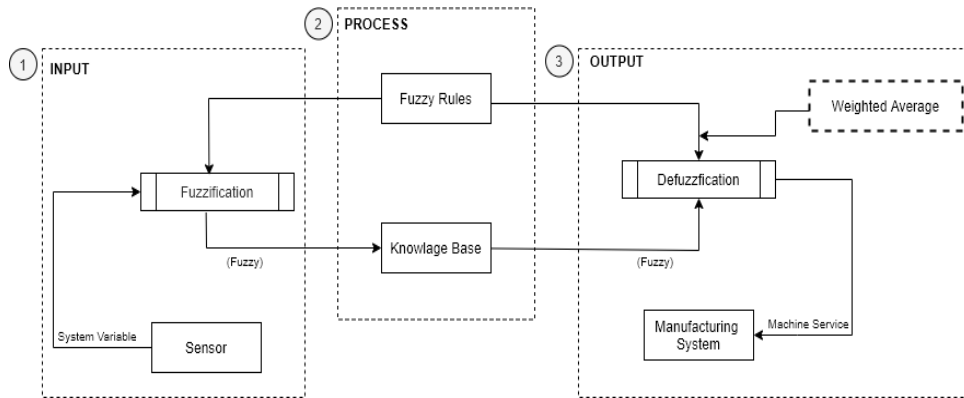 1
INPUT
2
PROCESS
3
OUTPUT
Fuzzy Rules
Weighted Average
Fuzzification
Defuzzfication
(Fuzzy)
Knowlage Base
(Fuzzy)
System Variable
Sensor
Manufacturing
System
Machine Service